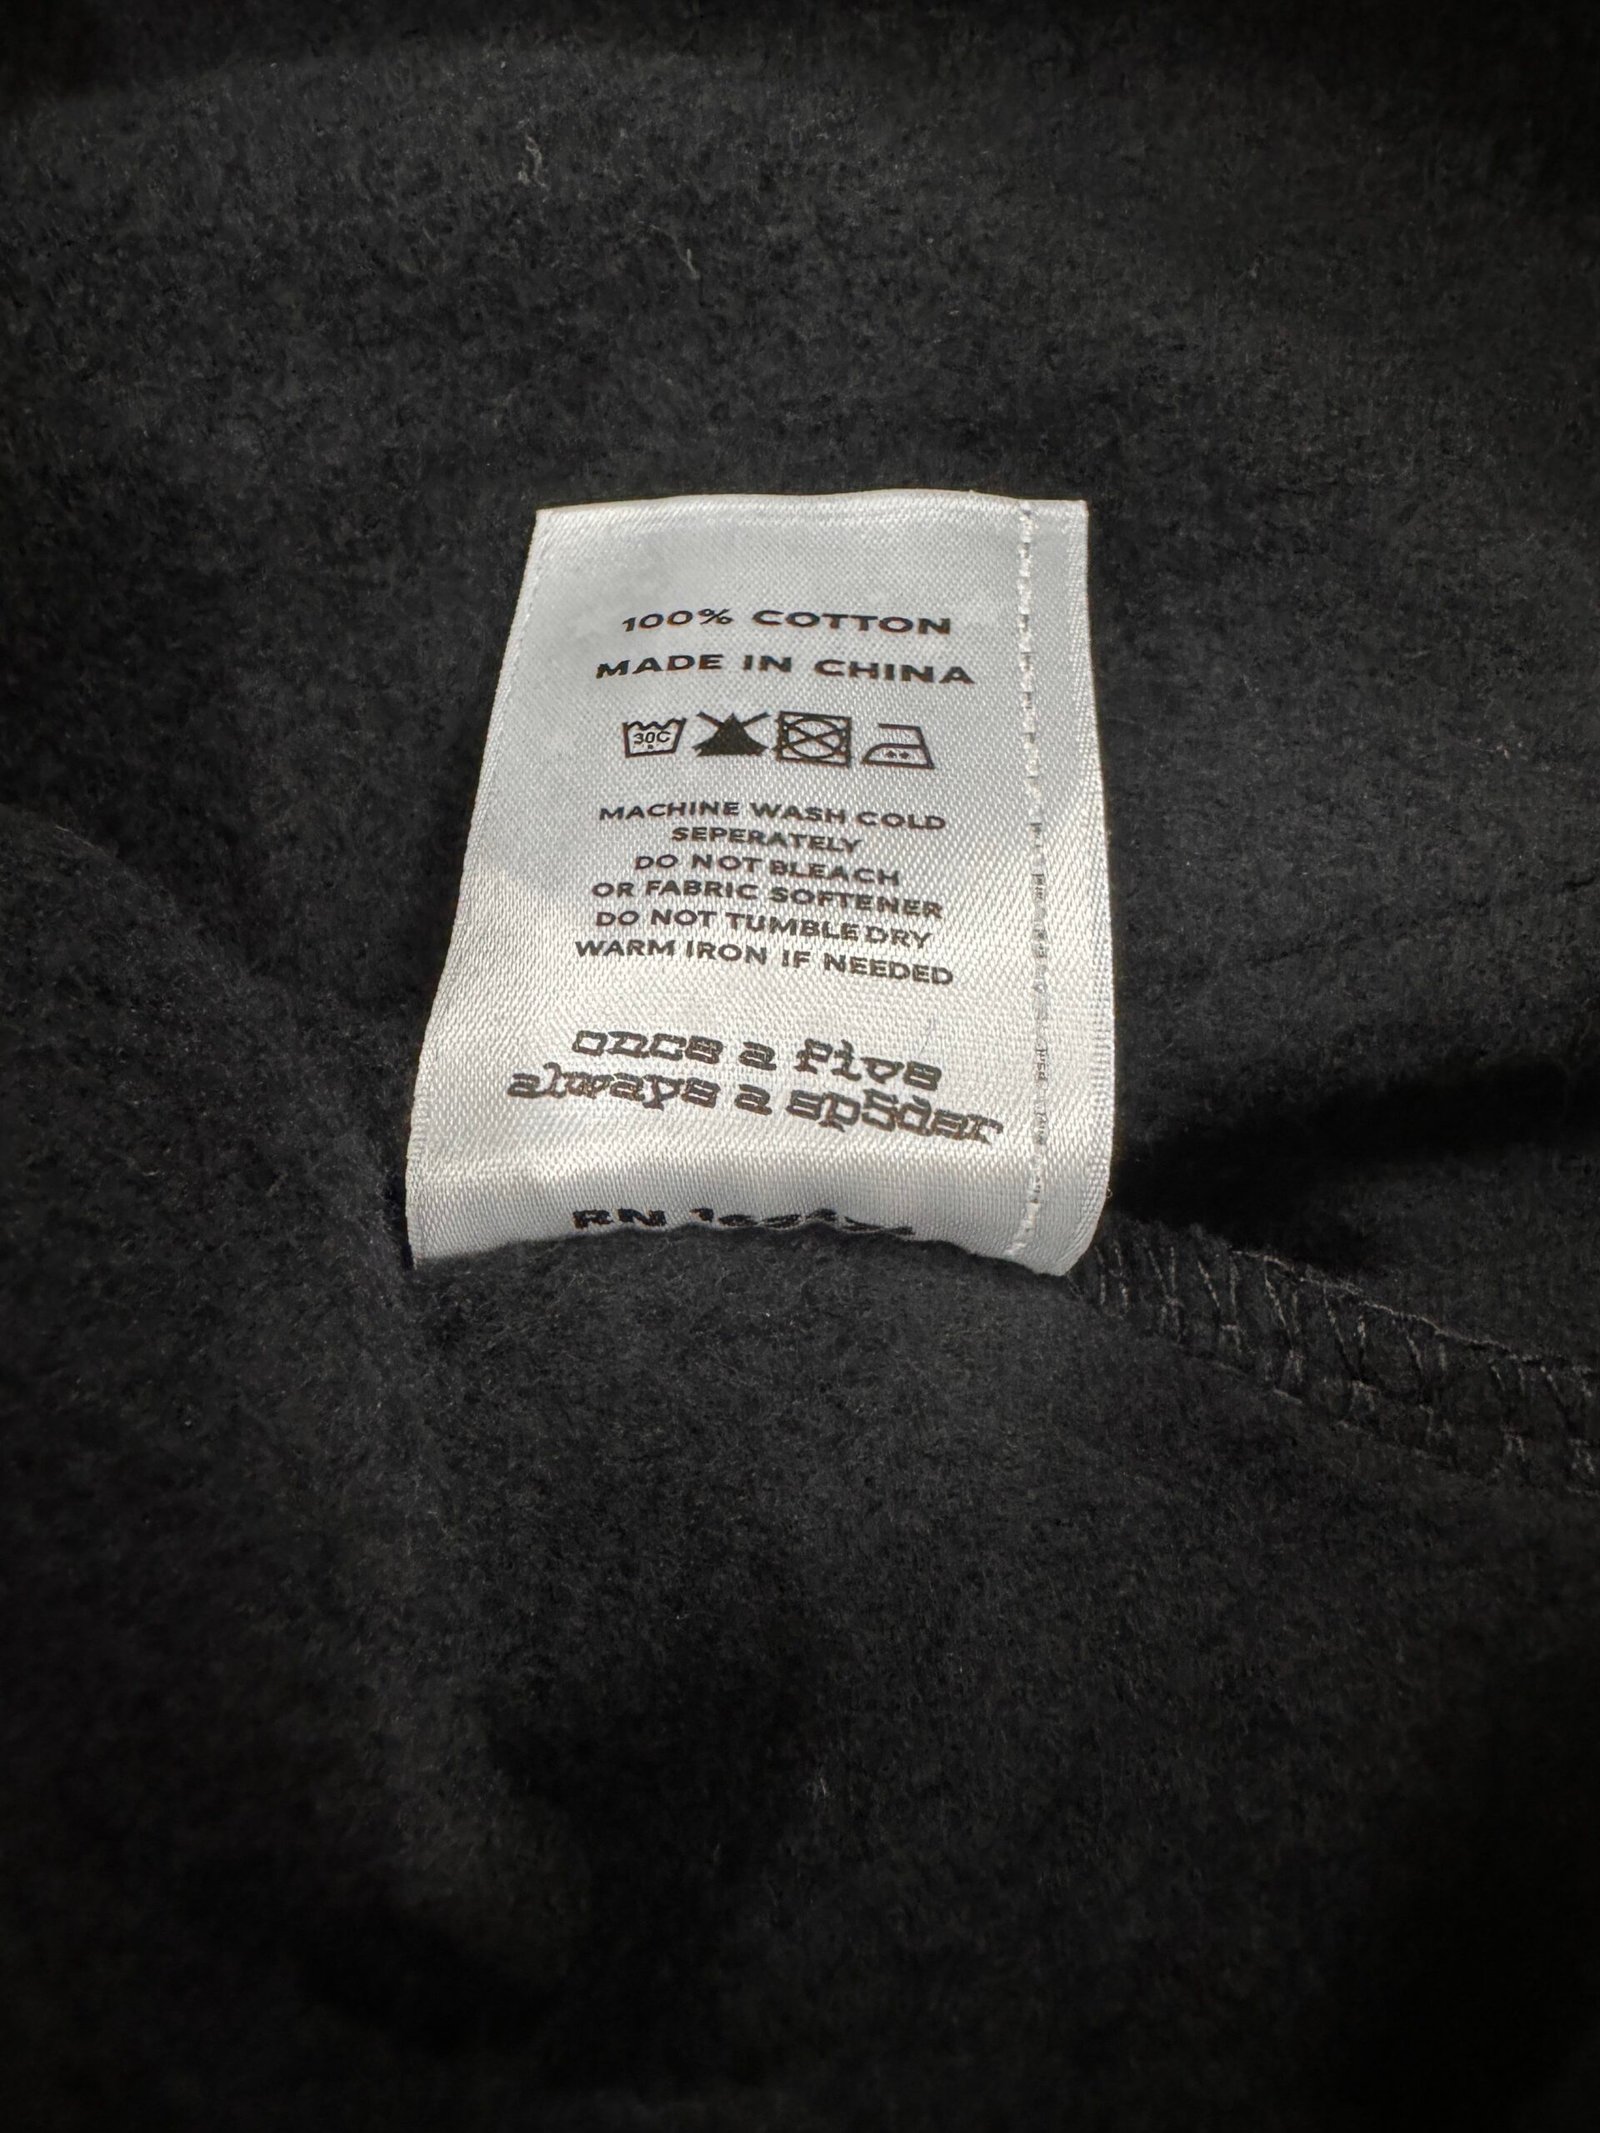 100% COTTON
MADE IN CHINA
30C
MACHINE WASH COLD
SEPERATELY
DO NOT BLEACH
OR FABRIC SOFTENER
DO NOT TUMBLE DRY
WARM IRON IF NEEDED
once a five
always a sp5der
RN